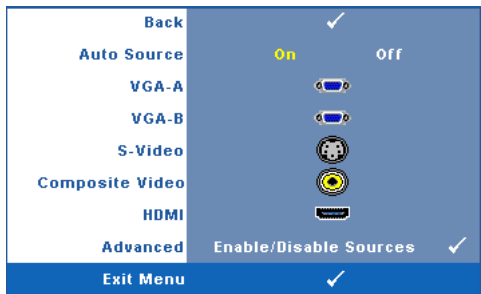 Back
Auto Source On Off
VGA-A
VGA-B
S-Video
Composite Video
HDMI
Advanced Enable/Disable Sources
Exit Menu